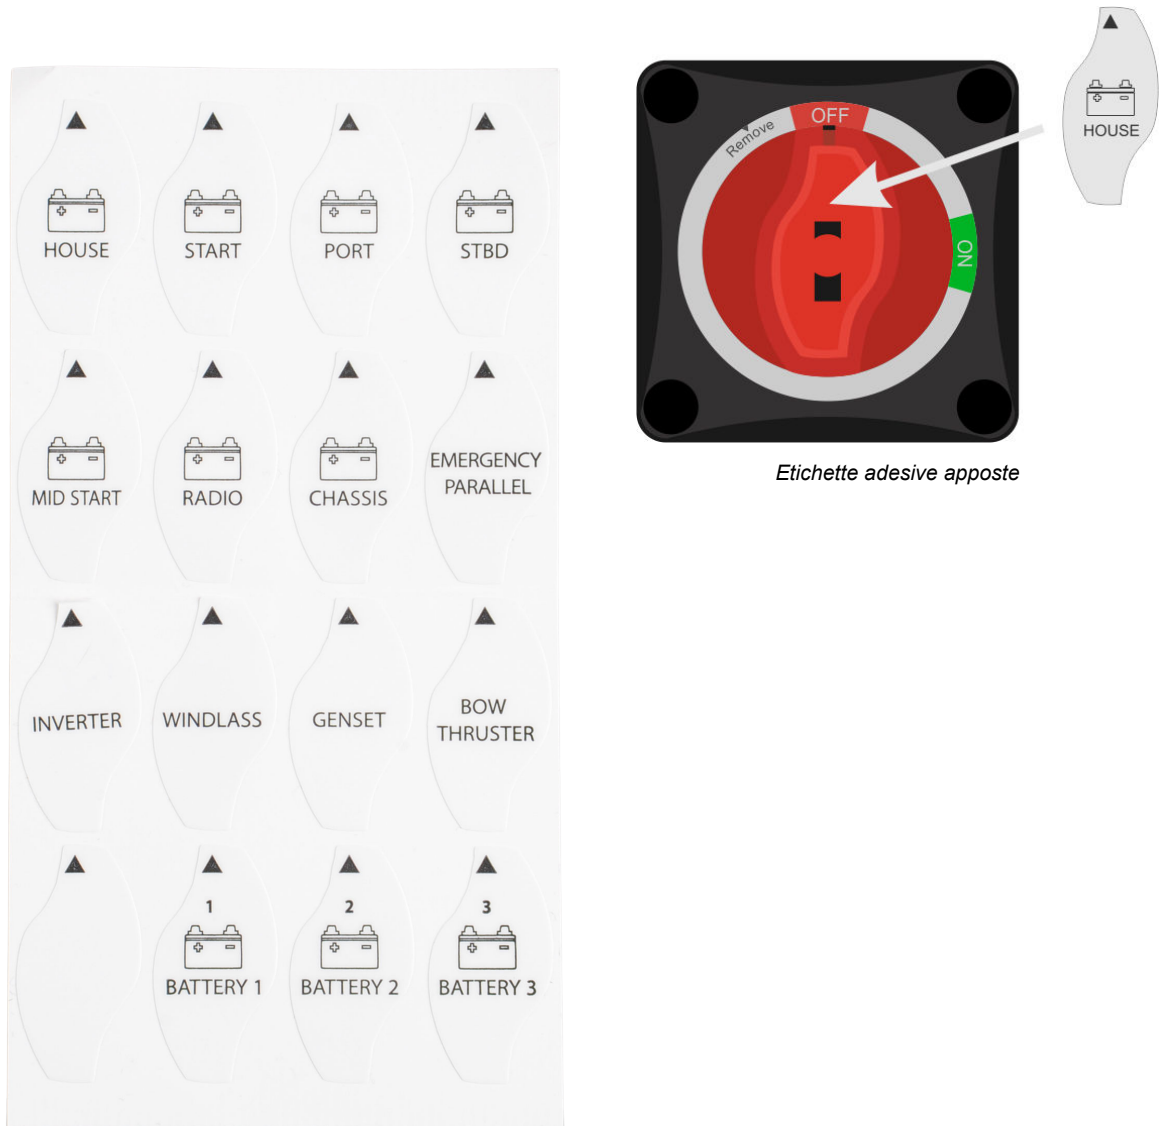 HOUSE
START
PORT
STBD
MID START
RADIO
CHASSIS
EMERGENCY
PARALLEL
INVERTER
WINDLASS
GENSET
BOW
THRUSTER
1
BATTERY 1
2
BATTERY 2
3
BATTERY 3
Remove
OFF
ON
HOUSE
Etichette adesive apposte